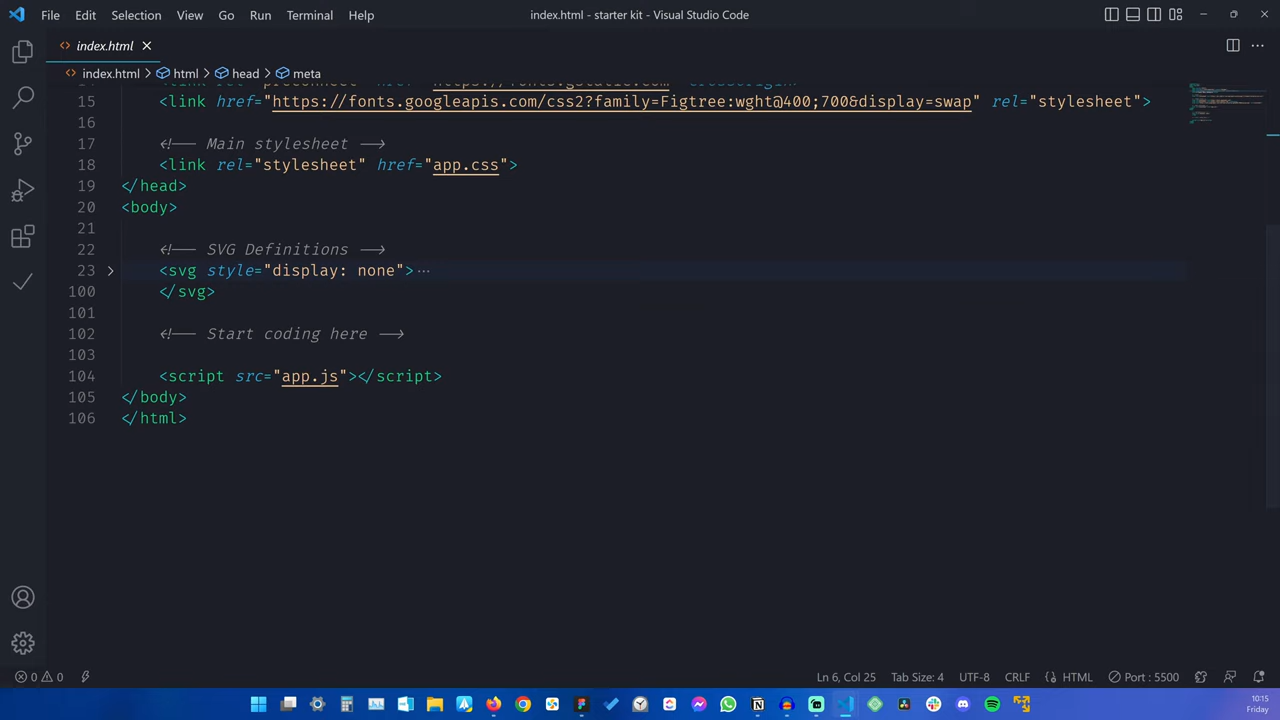 File Edit Selection View Go Run Terminal Help index.html - starter kit - Visual Studio Code
index.html
index.html html head meta
15 <link href="https://fonts.googleapis.com/css2?family=Figtree:wght@400;700&display=swap" rel="stylesheet">
16
17 <!-- Main stylesheet -->
18 <link rel="stylesheet" href="app.css">
19 </head>
20 <body>
21
22 <!-- SVG Definitions -->
23 <svg style="display: none">···
100 </svg>
101
102 <!-- Start coding here -->
103
104 <script src="app.js"></script>
105 </body>
106 </html>
0 0 Ln 6, Col 25 Tab Size: 4 UTF-8 CRLF HTML Port : 5500
10:15
Friday